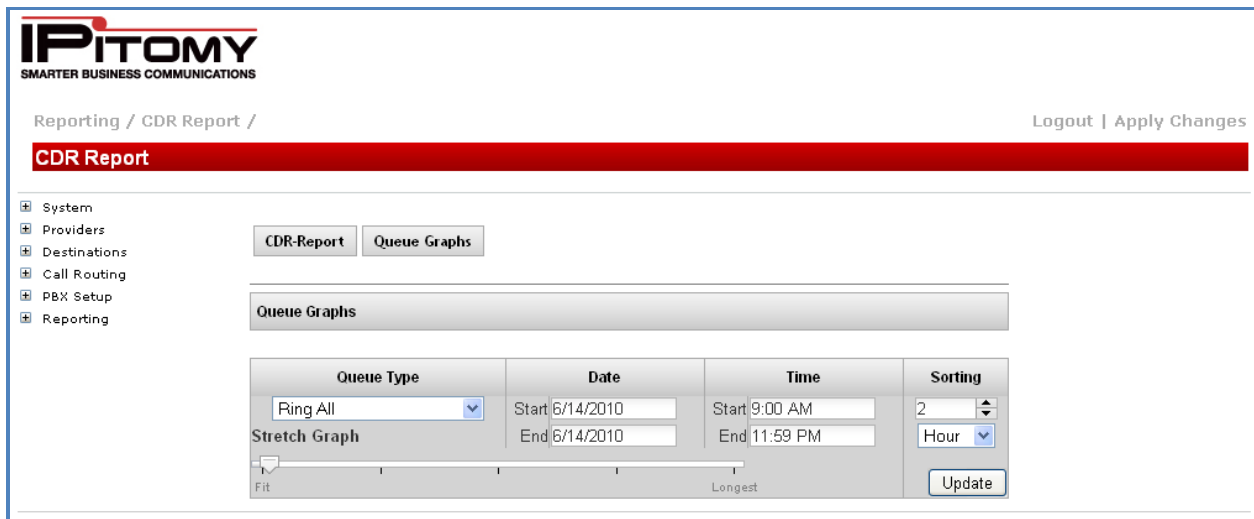 IPITOMY
SMARTER BUSINESS COMMUNICATIONS
Reporting / CDR Report /
Logout | Apply Changes
CDR Report
System
Providers
Destinations
Call Routing
PBX Setup
Reporting
CDR-Report
Queue Graphs
Queue Graphs
Queue Type
Date
Time
Sorting
Ring All
Start 6/14/2010
Start 9:00 AM
2
Stretch Graph
End 6/14/2010
End 11:59 PM
Hour
Fit
Longest
Update